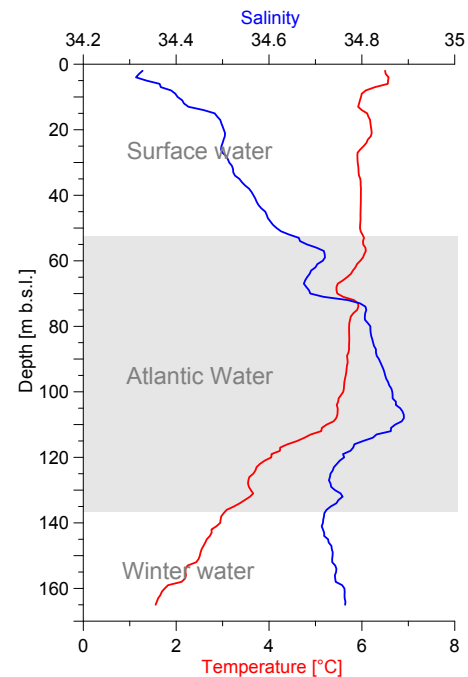 Salinity
34.2 34.4 34.6 34.8 35
0
20
Surface water
40
60
80
Depth [m b.s.l.]
Atlantic Water
100
120
140
Winter water
160
0 2 4 6 8
Temperature [°C]